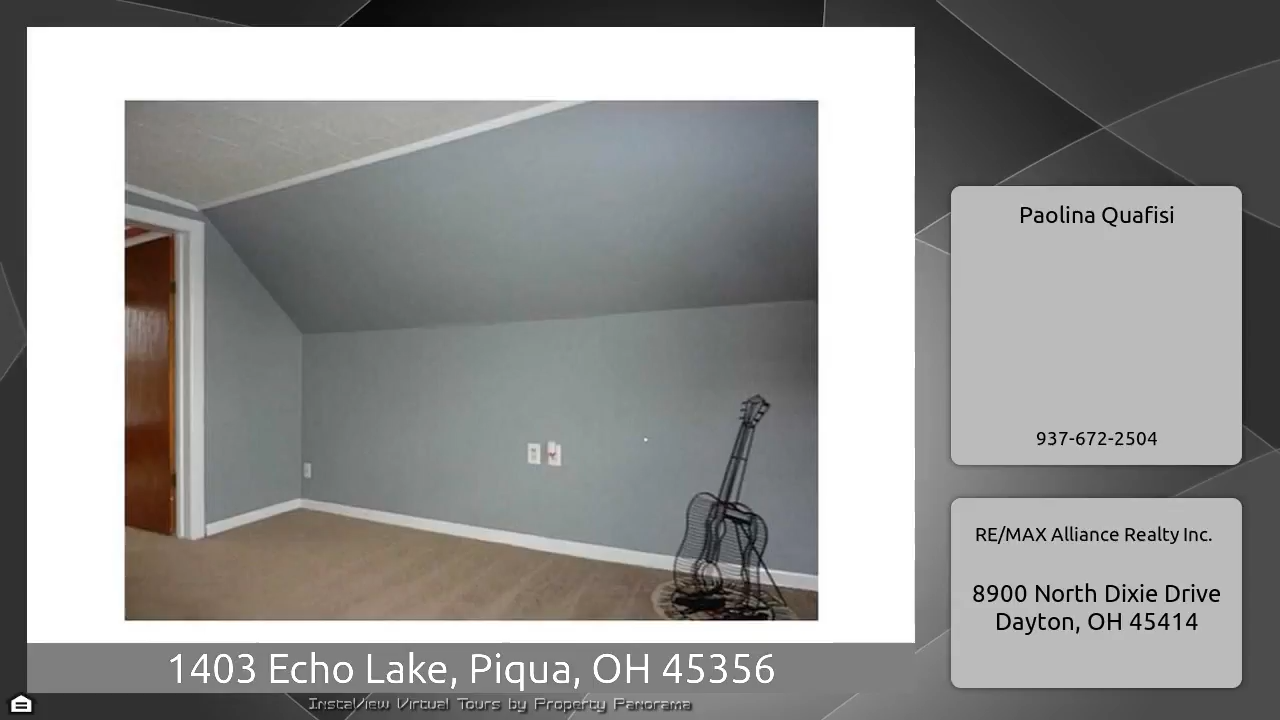 Paolina Quafisi
937-672-2504
RE/MAX Alliance Realty Inc.
8900 North Dixie Drive
Dayton, OH 45414
1403 Echo Lake, Piqua, OH 45356
InstaView Virtual Tours by Property Panorama